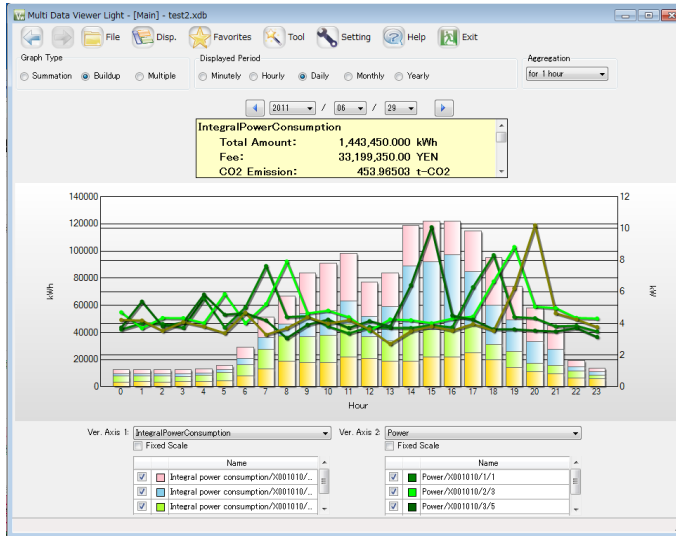 Multi Data Viewer Light - [Main] - test2.xdb
File Disp. Favorites Tool Setting Help Exit
Graph Type Displayed Period Aggregation
Summation Buildup Multiple Minutely Hourly Daily Monthly Yearly for 1 hour
2011 / 06 / 29
IntegralPowerConsumption
Total Amount: 1,443,450.000 kWh
Fee: 33,199,350.00 YEN
CO2 Emission: 453.96503 t-CO2
140000 12
120000 10
100000 8
80000
60000 6
40000 4
20000 2
0 0
kWh
kW
0 1 2 3 4 5 6 7 8 9 10 11 12 13 14 15 16 17 18 19 20 21 22 23
Hour
Ver. Axis 1: IntegralPowerConsumption Ver. Axis 2: Power
Fixed Scale Fixed Scale
Name Name
Integral power consumption/X001010/... Power/X001010/1/1
Integral power consumption/X001010/... Power/X001010/2/3
Integral power consumption/X001010/... Power/X001010/3/5